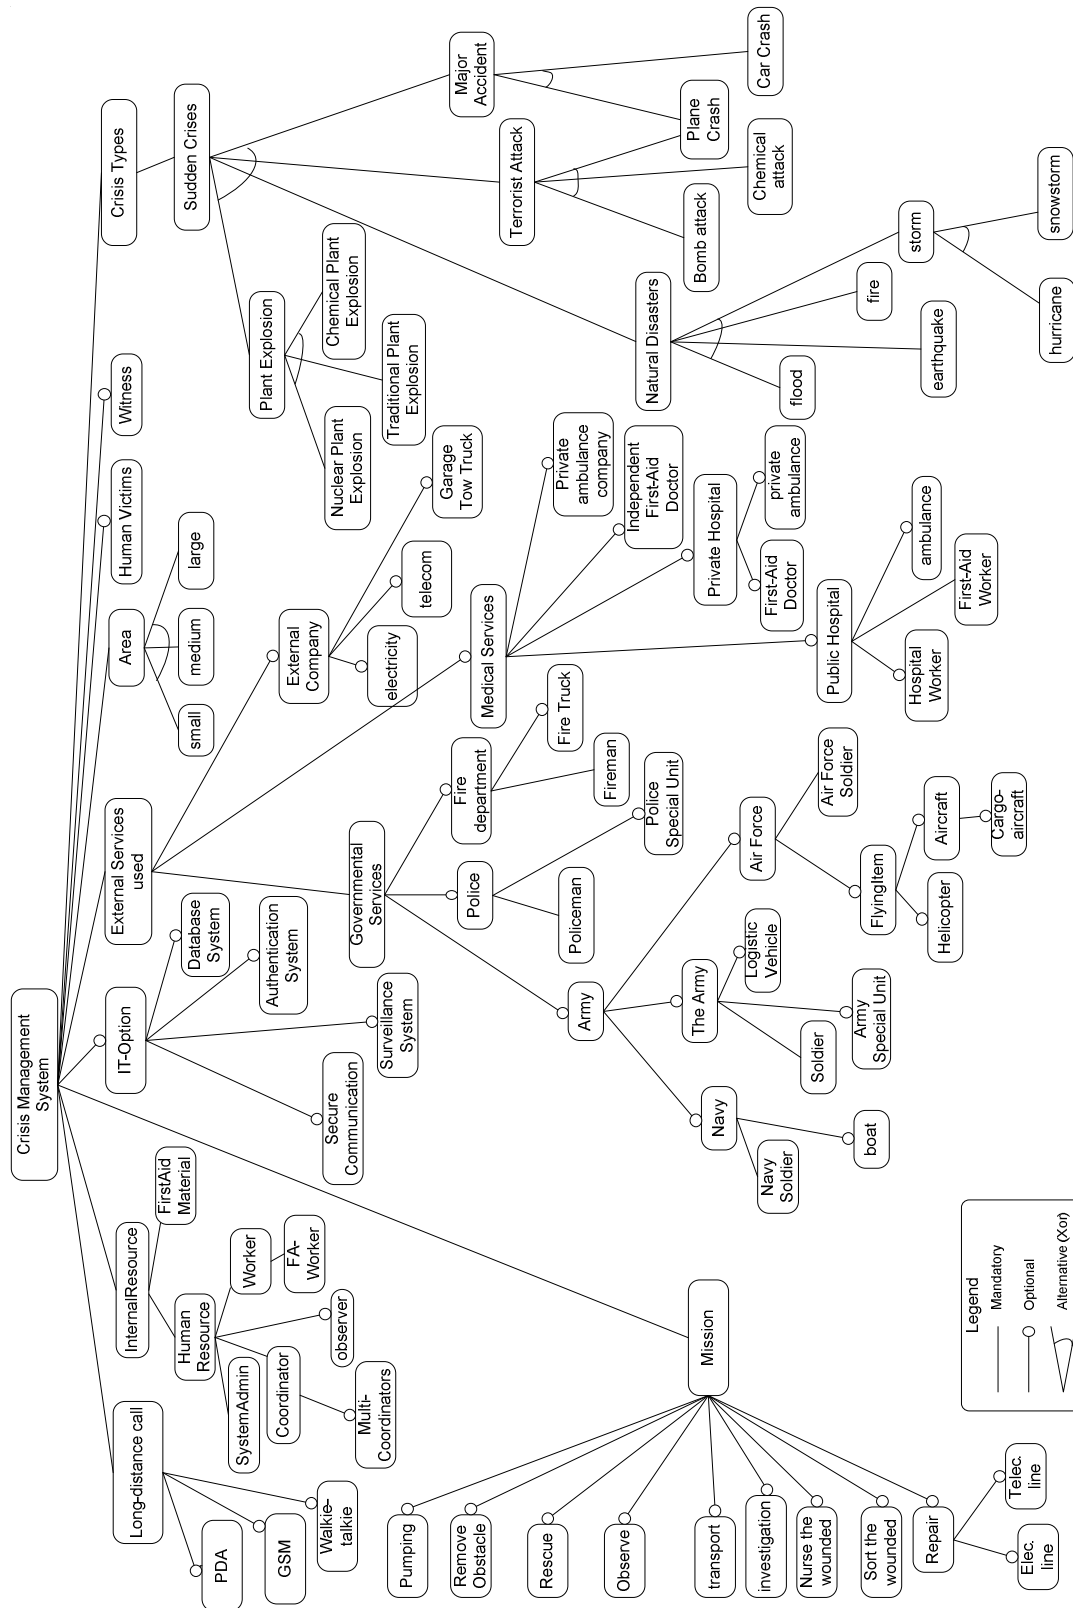 Crisis Management
System
Long-distance call
PDA
GSM
Walkie-
talkie
InternalResource
FirstAid
Material
Human
Resource
SystemAdmin
Coordinator
Multi-
Coordinators
observer
Worker
FA-
Worker
Mission
Pumping
Remove
Obstacle
Rescue
Observe
transport
investigation
Nurse the
wounded
Sort the
wounded
Repair
Elec.
line
Telec.
line
IT-Option
Secure
Communication
Surveillance
System
Authentication
System
Database
System
External Services
used
Governmental
Services
Army
Navy
Navy
Soldier
boat
The Army
Soldier
Army
Special Unit
Logistic
Vehicle
Air Force
FlyingItem
Helicopter
Aircraft
Cargo-
aircraft
Air Force
Soldier
Police
Policeman
Police
Special Unit
Fire
department
Fireman
Fire Truck
Medical Services
Public Hospital
Hospital
Worker
First-Aid
Worker
ambulance
Private Hospital
First-Aid
Doctor
private
ambulance
Independent
First-Aid
Doctor
Private
ambulance
company
External
Company
electricity
telecom
Garage
Tow Truck
Area
small
medium
large
Human Victims
Witness
Crisis Types
Sudden Crises
Plant Explosion
Nuclear Plant
Explosion
Traditional Plant
Explosion
Chemical Plant
Explosion
Natural Disasters
flood
earthquake
fire
storm
hurricane
snowstorm
Terrorist Attack
Bomb attack
Chemical
attack
Plane
Crash
Major
Accident
Car Crash
Legend
Mandatory
Optional
Alternative (Xor)